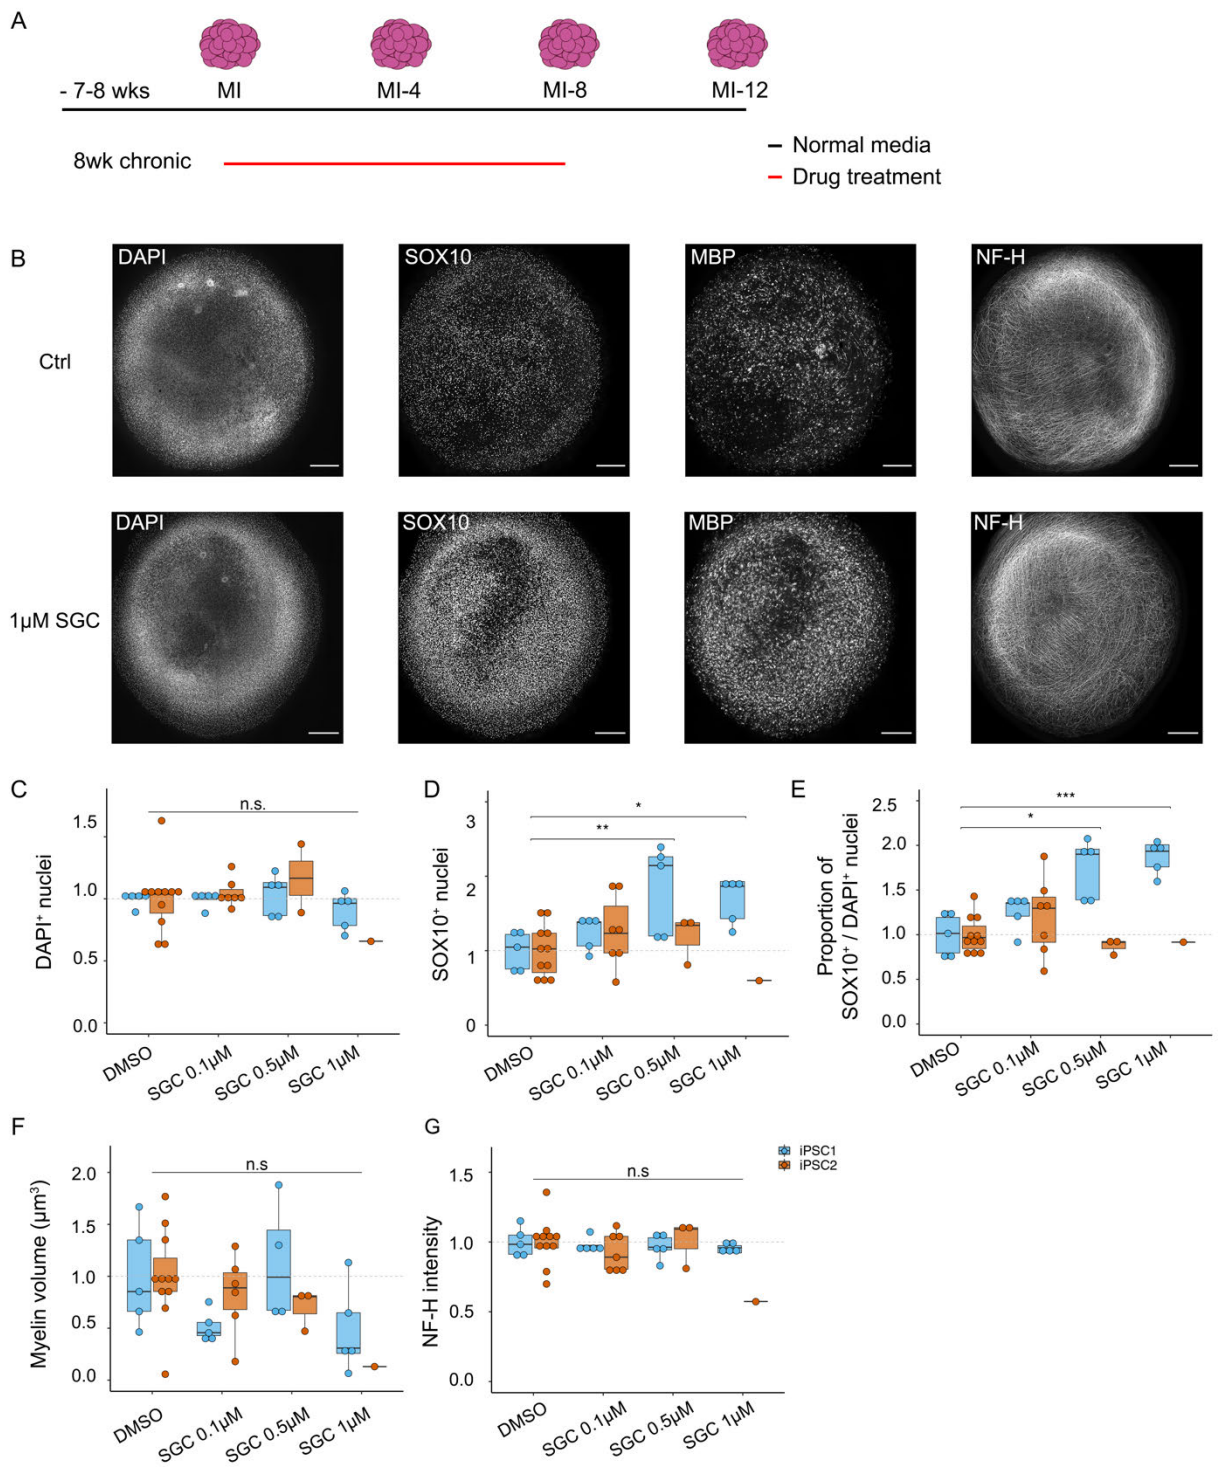 A
- 7-8 wks MI MI-4 MI-8 MI-12
8wk chronic
Normal media
Drug treatment
B
DAPI SOX10 MBP NF-H
Ctrl
DAPI SOX10 MBP NF-H
1µM SGC
C
n.s.
DAPI⁺ nuclei
1.5
1.0
0.5
0.0
DMSO
SGC 0.1µM
SGC 0.5µM
SGC 1µM
D
*
**
SOX10⁺ nuclei
3
2
1
0
DMSO
SGC 0.1µM
SGC 0.5µM
SGC 1µM
E
***
*
Proportion of
SOX10⁺ / DAPI⁺ nuclei
2.5
2.0
1.5
1.0
0.5
0.0
DMSO
SGC 0.1µM
SGC 0.5µM
SGC 1µM
F
n.s
Myelin volume (µm³)
2.0
1.5
1.0
0.5
0.0
DMSO
SGC 0.1µM
SGC 0.5µM
SGC 1µM
G
n.s
NF-H intensity
1.5
1.0
0.5
0.0
DMSO
SGC 0.1µM
SGC 0.5µM
SGC 1µM
iPSC1
iPSC2